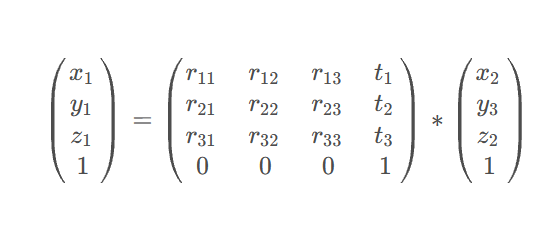 x₁ r₁₁ r₁₂ r₁₃ t₁ x₂
y₁ = r₂₁ r₂₂ r₂₃ t₂ * y₃
z₁ r₃₁ r₃₂ r₃₃ t₃ z₂
1 0 0 0 1 1